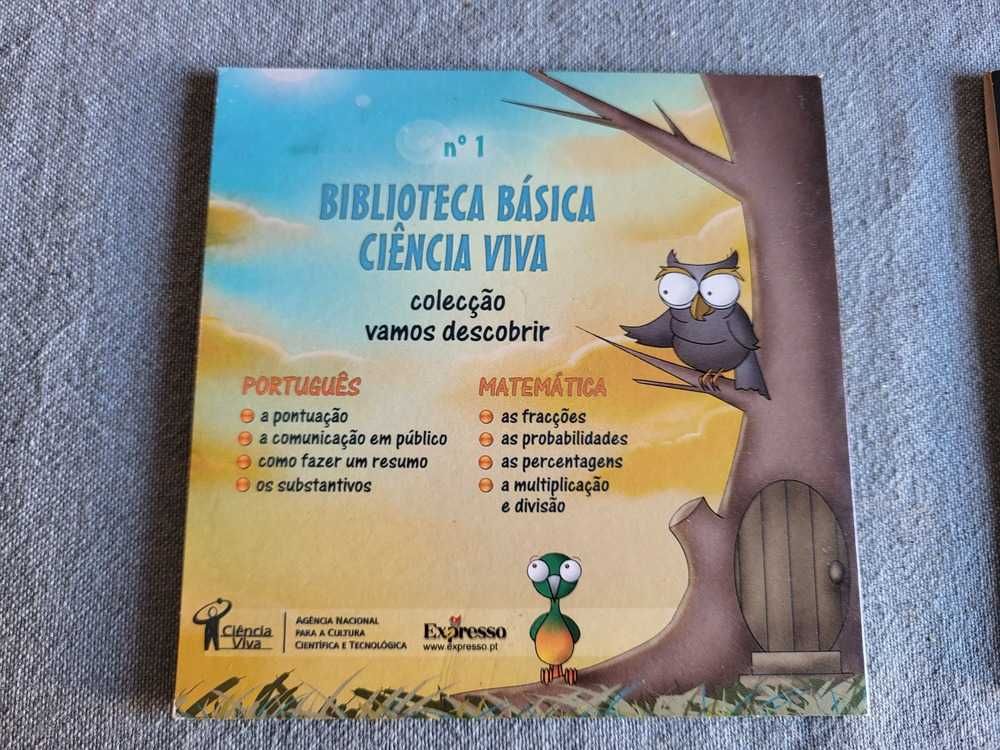 nº 1
BIBLIOTECA BÁSICA
CIÊNCIA VIVA
colecção
vamos descobrir
PORTUGUÊS
a pontuação
a comunicação em público
como fazer um resumo
os substantivos
MATEMÁTICA
as fracções
as probabilidades
as percentagens
a multiplicação
e divisão
Ciência
Viva
AGÊNCIA NACIONAL
PARA A CULTURA
CIENTÍFICA E TECNOLÓGICA
Expresso
www.expresso.pt